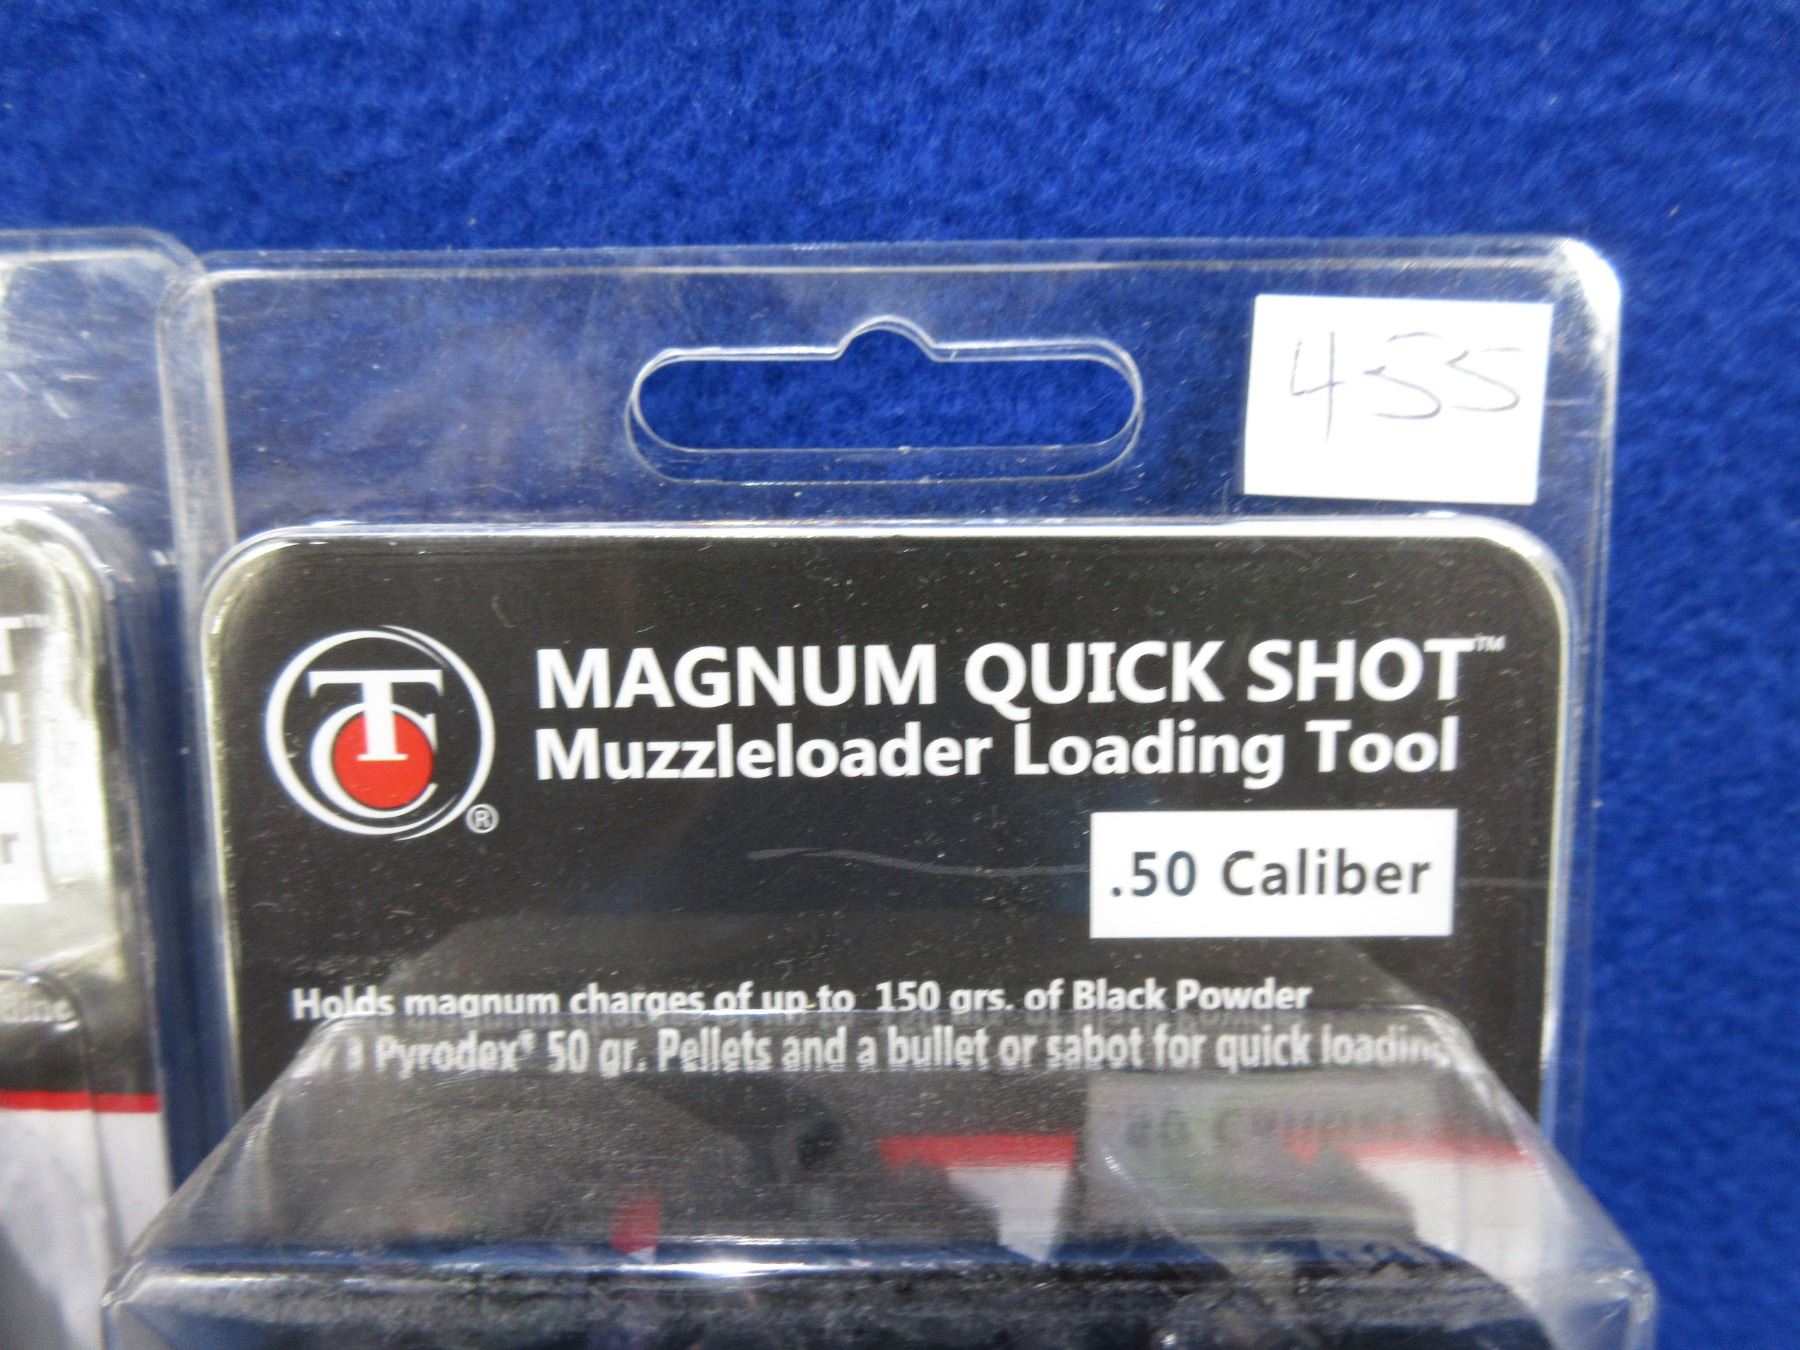 455
TC®
MAGNUM QUICK SHOT™
Muzzleloader Loading Tool
.50 Caliber
Holds magnum charges of up to 150 grs. of Black Powder
3 Pyrodex® 50 gr. Pellets and a bullet or sabot for quick loading